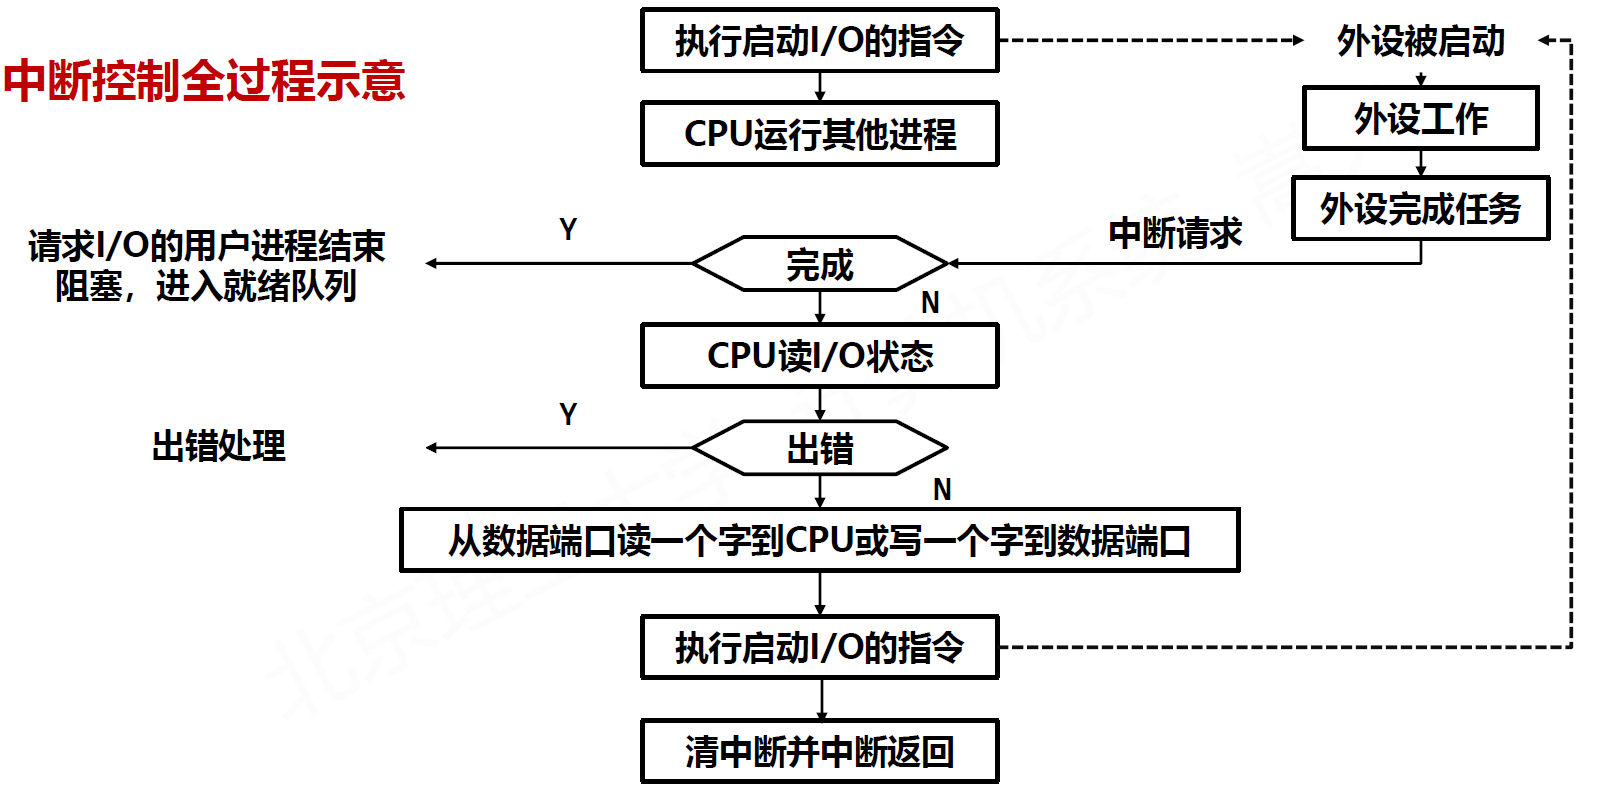 执行启动I/O的指令
外设被启动
中断控制全过程示意
CPU运行其他进程
外设工作
外设完成任务
中断请求
Y
请求I/O的用户进程结束
阻塞，进入就绪队列
完成
N
CPU读I/O状态
Y
出错处理
出错
N
从数据端口读一个字到CPU或写一个字到数据端口
执行启动I/O的指令
清中断并中断返回